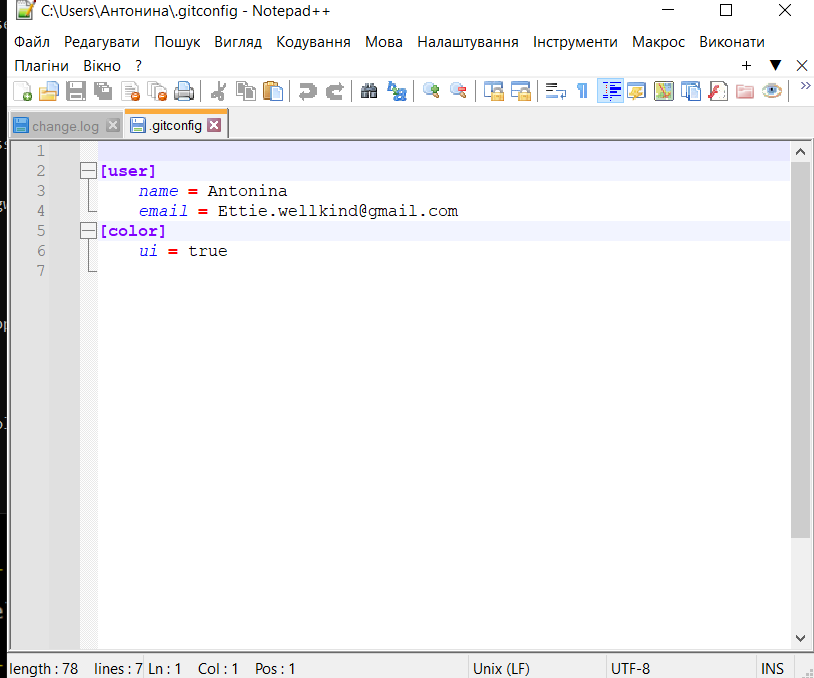 C:\Users\Антонина\.gitconfig - Notepad++
Файл Редагувати Пошук Вигляд Кодування Мова Налаштування Інструменти Макрос Виконати
Плагіни Вікно ? + ▼ X
change.log .gitconfig
1
2 [user]
3 name = Antonina
4 email = Ettie.wellkind@gmail.com
5 [color]
6 ui = true
7
length : 78 lines : 7 Ln : 1 Col : 1 Pos : 1 Unix (LF) UTF-8 INS